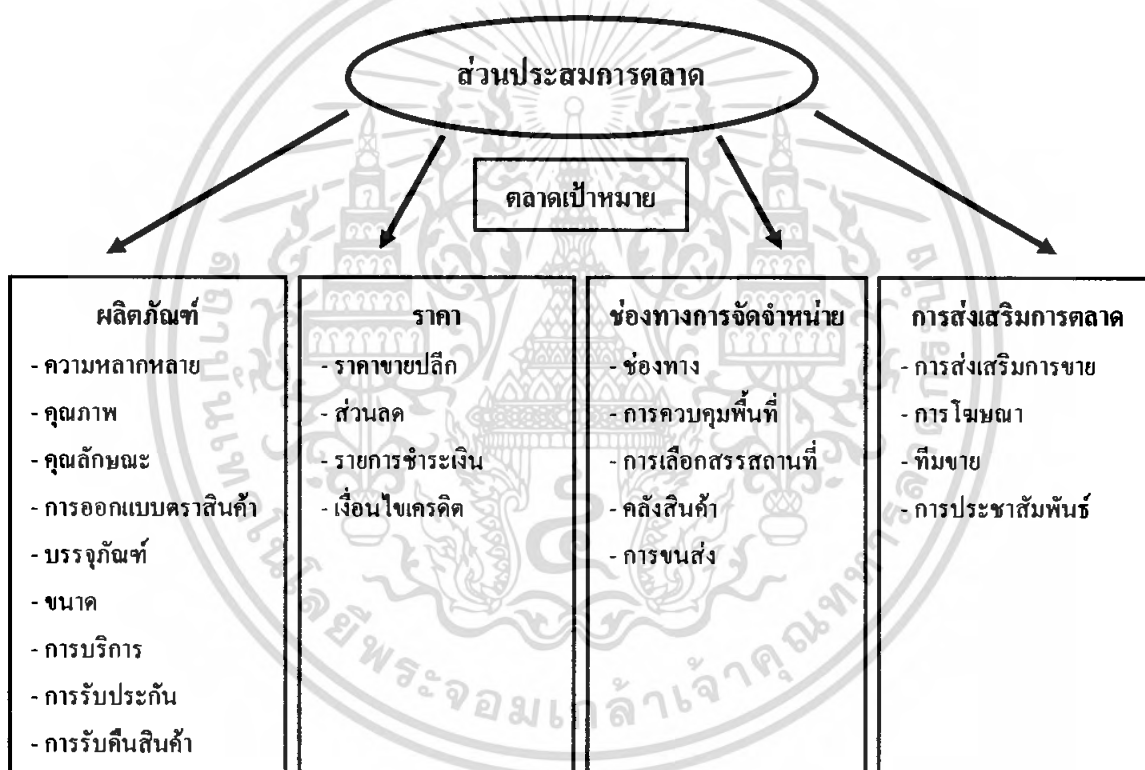 ส่วนประสมการตลาด
ตลาดเป้าหมาย
ผลิตภัณฑ์
- ความหลากหลาย
- คุณภาพ
- คุณลักษณะ
- การออกแบบตราสินค้า
- บรรจุภัณฑ์
- ขนาด
- การบริการ
- การรับประกัน
- การรับคืนสินค้า
ราคา
- ราคาขายปลีก
- ส่วนลด
- รายการชำระเงิน
- เงื่อนไขเครดิต
ช่องทางการจัดจำหน่าย
- ช่องทาง
- การควบคุมพื้นที่
- การเลือกสรรสถานที่
- คลังสินค้า
- การขนส่ง
การส่งเสริมการตลาด
- การส่งเสริมการขาย
- การโฆษณา
- ทีมขาย
- การประชาสัมพันธ์